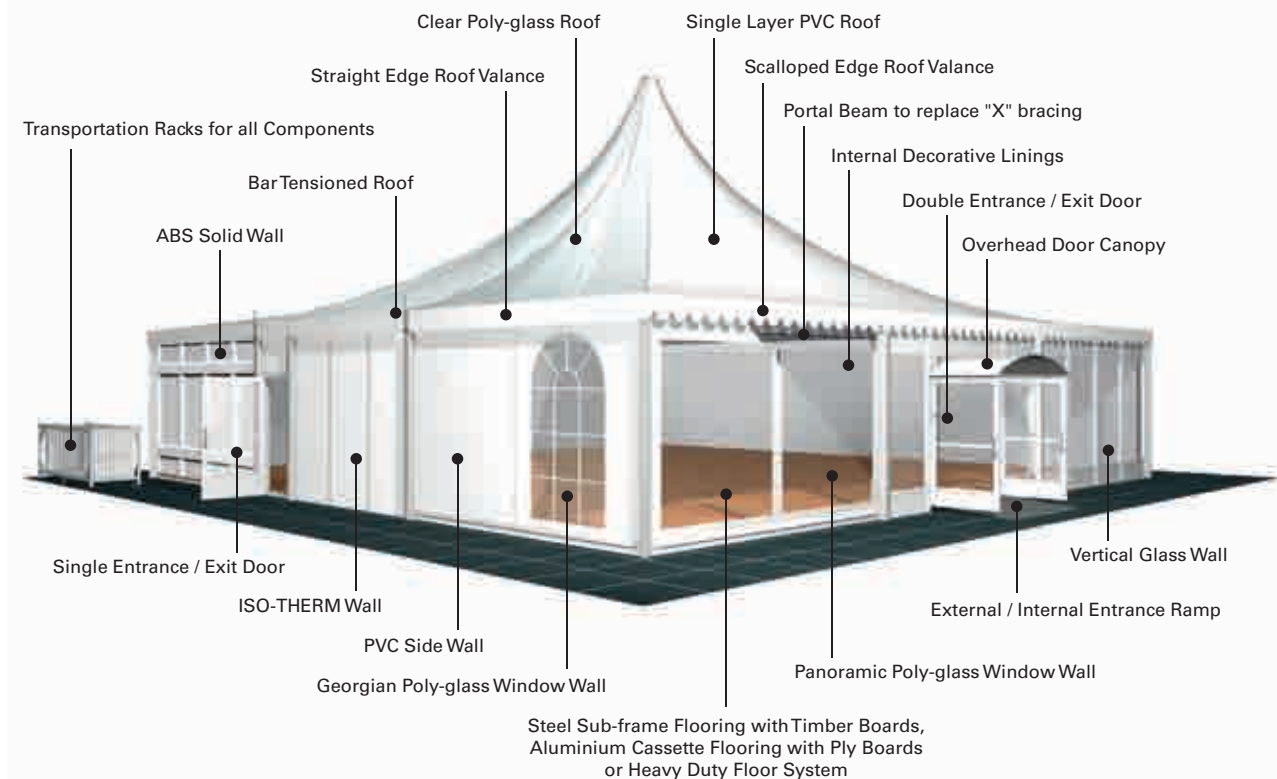 Clear Poly-glass Roof
Single Layer PVC Roof
Straight Edge Roof Valance
Scalloped Edge Roof Valance
Portal Beam to replace "X" bracing
Transportation Racks for all Components
Internal Decorative Linings
Bar Tensioned Roof
Double Entrance / Exit Door
ABS Solid Wall
Overhead Door Canopy
Single Entrance / Exit Door
Vertical Glass Wall
ISO-THERM Wall
External / Internal Entrance Ramp
PVC Side Wall
Panoramic Poly-glass Window Wall
Georgian Poly-glass Window Wall
Steel Sub-frame Flooring with Timber Boards,
Aluminium Cassette Flooring with Ply Boards
or Heavy Duty Floor System